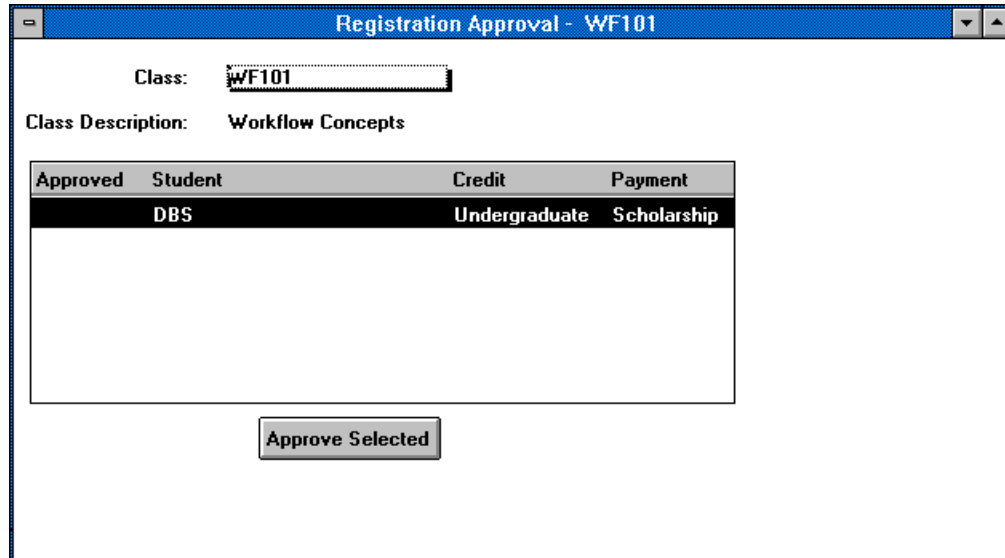 Registration Approval - WF101
Class: WF101
Class Description: Workflow Concepts
Approved Student Credit Payment
DBS Undergraduate Scholarship
Approve Selected